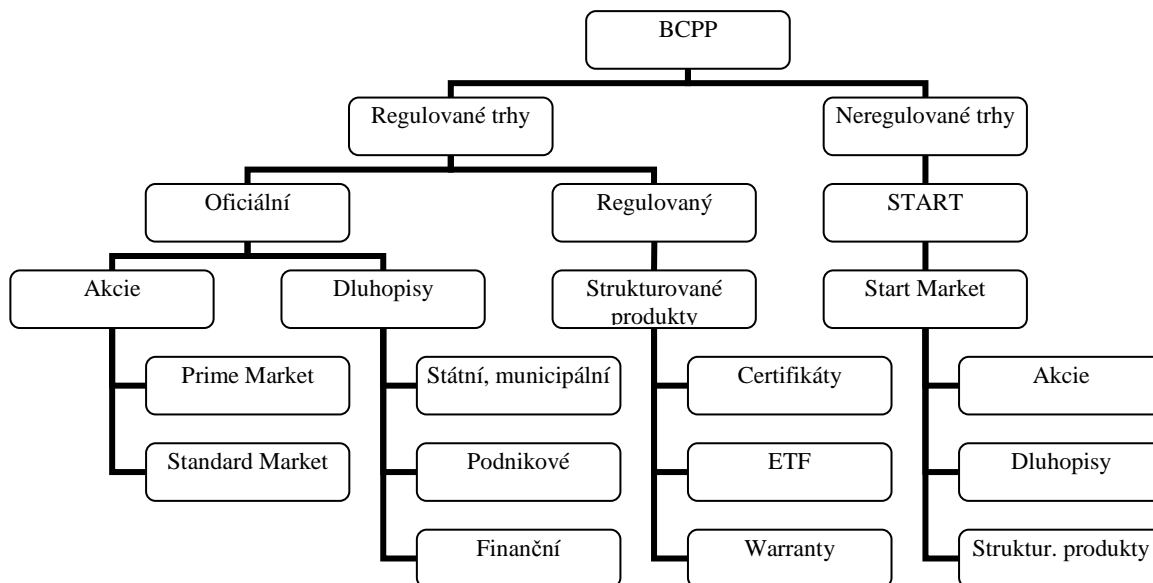 BCPP
Regulované trhy
Neregulované trhy
Oficiální
Regulovaný
START
Akcie
Dluhopisy
Strukturované
produkty
Start Market
Prime Market
Státní, municipální
Certifikáty
Akcie
Standard Market
Podnikové
ETF
Dluhopisy
Finanční
Warranty
Struktur. produkty